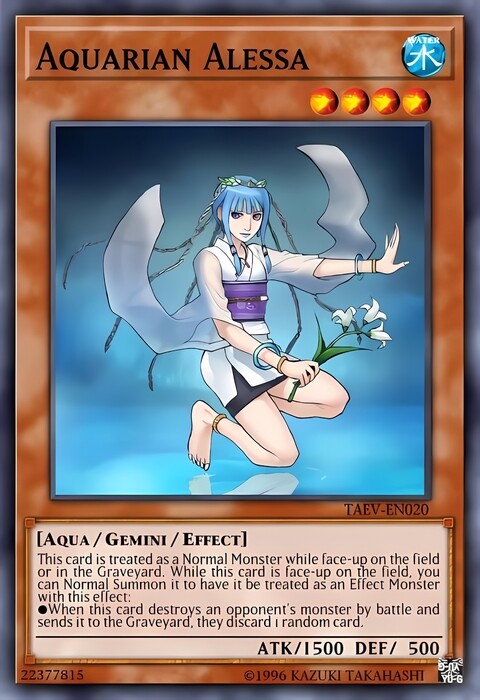 AQUARIAN ALESSA
WATER
水
TAEV-EN020
[AQUA / GEMINI / EFFECT]
This card is treated as a Normal Monster while face-up on the field
or in the Graveyard. While this card is face-up on the field, you
can Normal Summon it to have it be treated as an Effect Monster
with this effect:
●When this card destroys an opponent's monster by battle and
sends it to the Graveyard, they discard 1 random card.
ATK/1500 DEF/ 500
22377815
©1996 KAZUKI TAKAHASHI